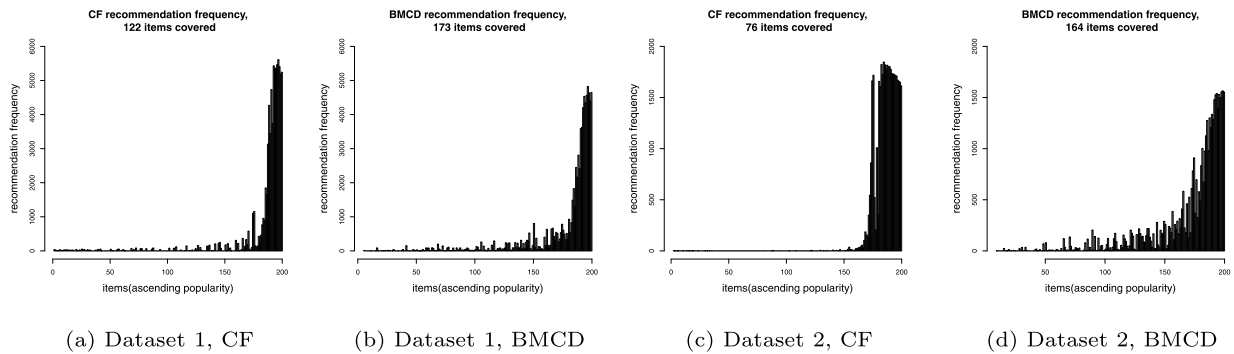 CF recommendation frequency,
122 items covered
recommendation frequency
6000
5000
4000
3000
2000
1000
0
0 50 100 150 200
items(ascending popularity)
(a) Dataset 1, CF
BMCD recommendation frequency,
173 items covered
recommendation frequency
6000
5000
4000
3000
2000
1000
0
0 50 100 150 200
items(ascending popularity)
(b) Dataset 1, BMCD
CF recommendation frequency,
76 items covered
recommendation frequency
2000
1500
1000
500
0
0 50 100 150 200
items(ascending popularity)
(c) Dataset 2, CF
BMCD recommendation frequency,
164 items covered
recommendation frequency
2000
1500
1000
500
0
50 100 150 200
items(ascending popularity)
(d) Dataset 2, BMCD